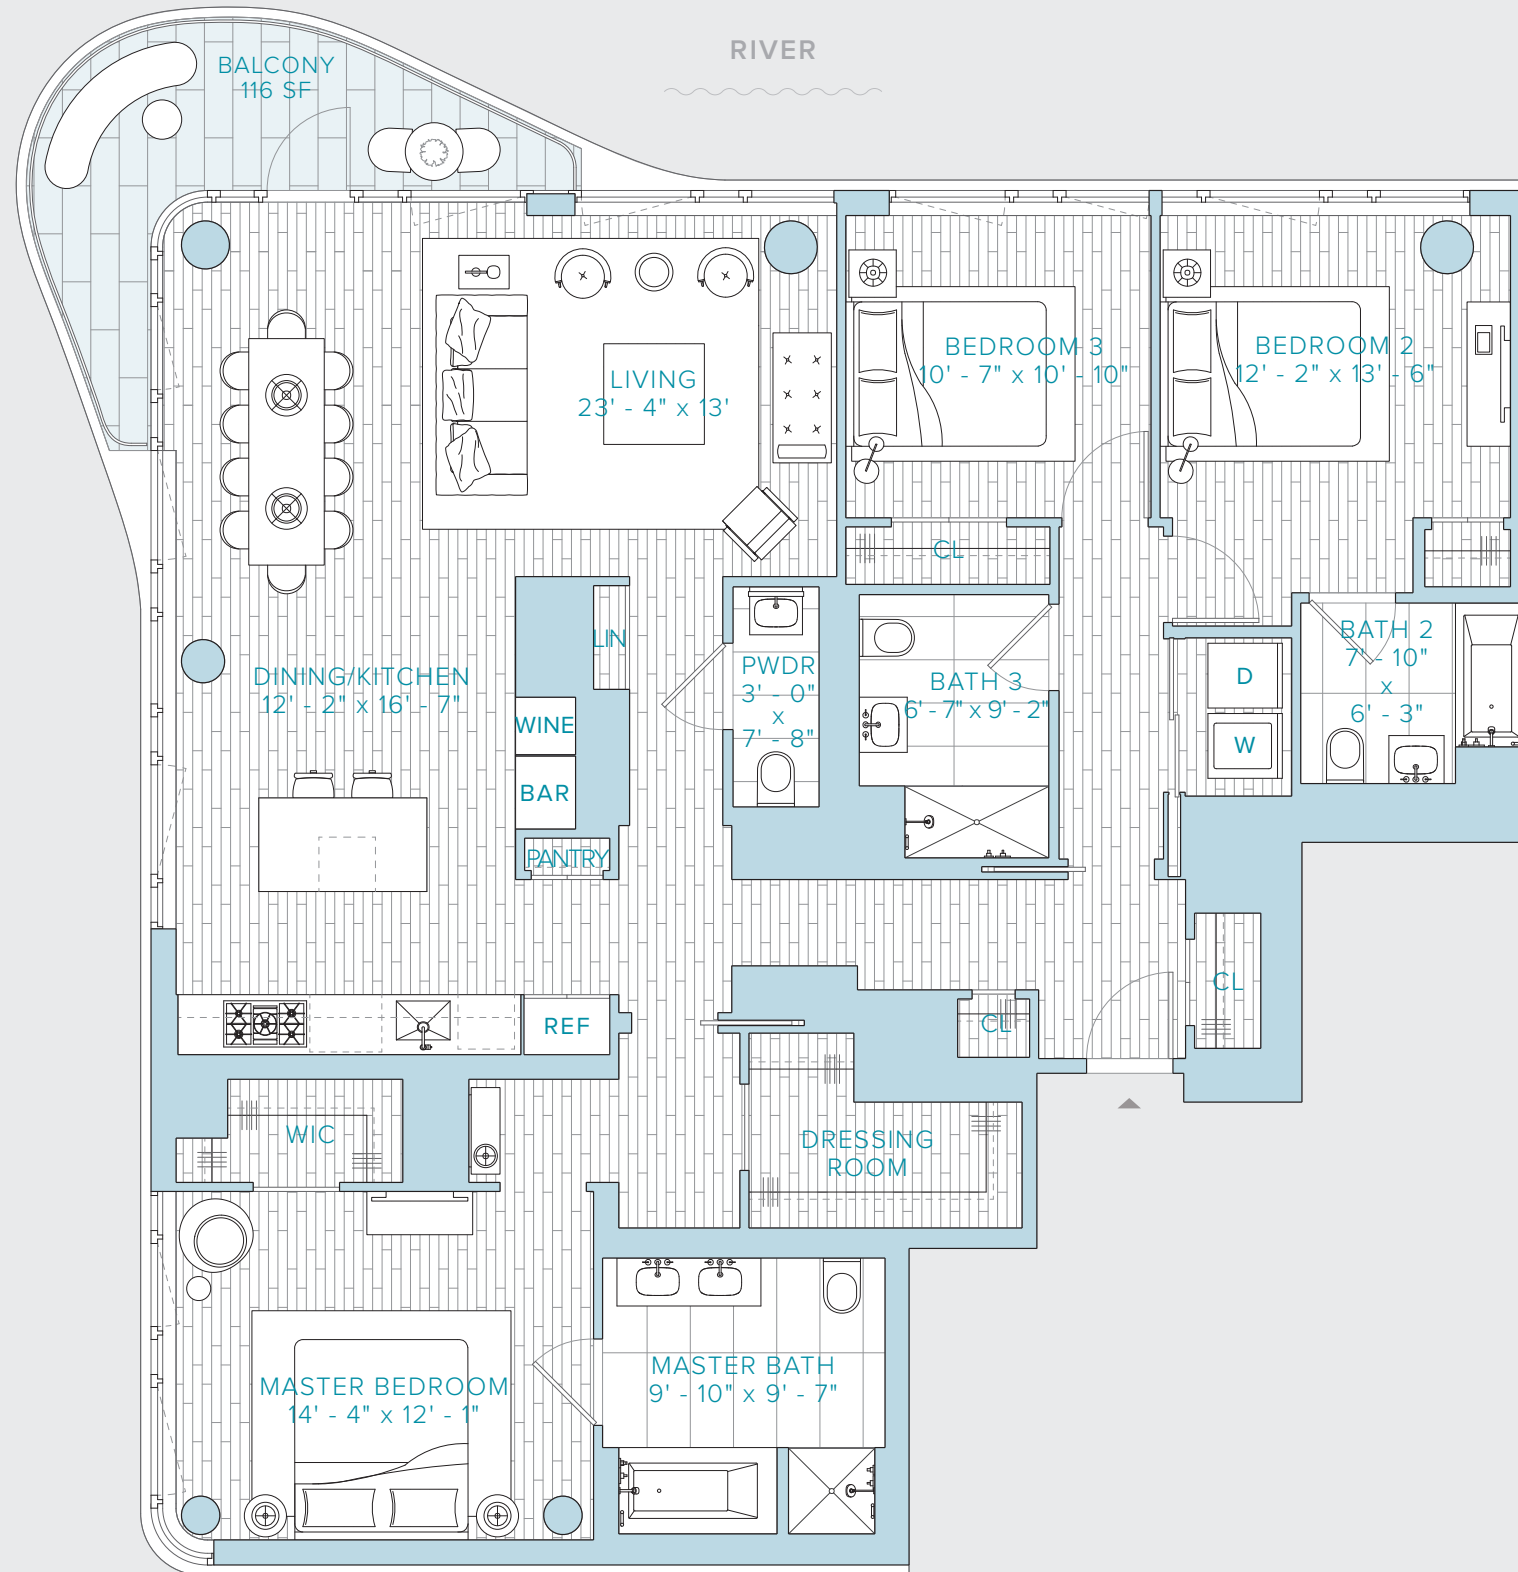 RIVER
BALCONY
116 SF
LIVING
23' - 4" x 13'
BEDROOM 3
10' - 7" x 10' - 10"
BEDROOM 2
12' - 2" x 13' - 6"
CL
LIN
DINING/KITCHEN
12' - 2" x 16' - 7"
PWDR
3' - 0"
x
7' - 8"
BATH 3
6' - 7" x 9' - 2"
D
W
BATH 2
7' - 10"
x
6' - 3"
WINE
BAR
PANTRY
CL
CL
REF
WIC
DRESSING
ROOM
MASTER BEDROOM
14' - 4" x 12' - 1"
MASTER BATH
9' - 10" x 9' - 7"